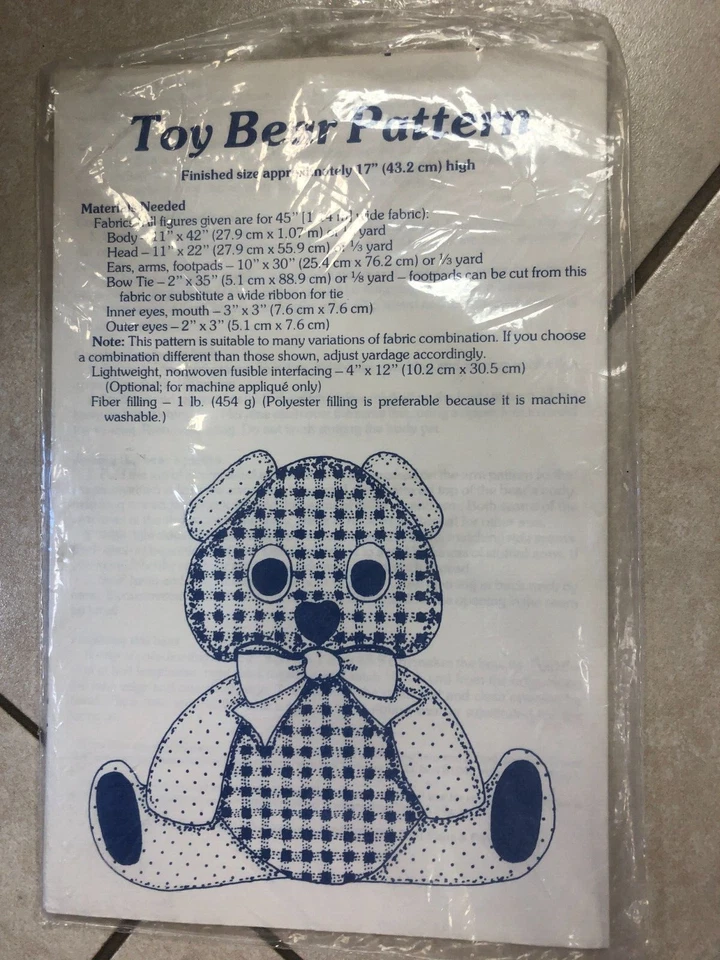 Toy Bear Pattern
Finished size approximately 17" (43.2 cm) high
Materials Needed
Fabric: All figures given are for 45" [1 4 m] wide fabric):
Body – 11" x 42" (27.9 cm x 1.07 m) or yard
Head – 11" x 22" (27.9 cm x 55.9 cm) or ⅓ yard
Ears, arms, footpads – 10" x 30" (25.4 cm x 76.2 cm) or ⅓ yard
Bow Tie – 2" x 35" (5.1 cm x 88.9 cm) or ⅛ yard – footpads can be cut from this
fabric or substitute a wide ribbon for tie
Inner eyes, mouth – 3" x 3" (7.6 cm x 7.6 cm)
Outer eyes – 2" x 3" (5.1 cm x 7.6 cm)
Note: This pattern is suitable to many variations of fabric combination. If you choose
a combination different than those shown, adjust yardage accordingly.
Lightweight, nonwoven fusible interfacing – 4" x 12" (10.2 cm x 30.5 cm)
(Optional; for machine appliqué only)
Fiber filling – 1 lb. (454 g) (Polyester filling is preferable because it is machine
washable.)